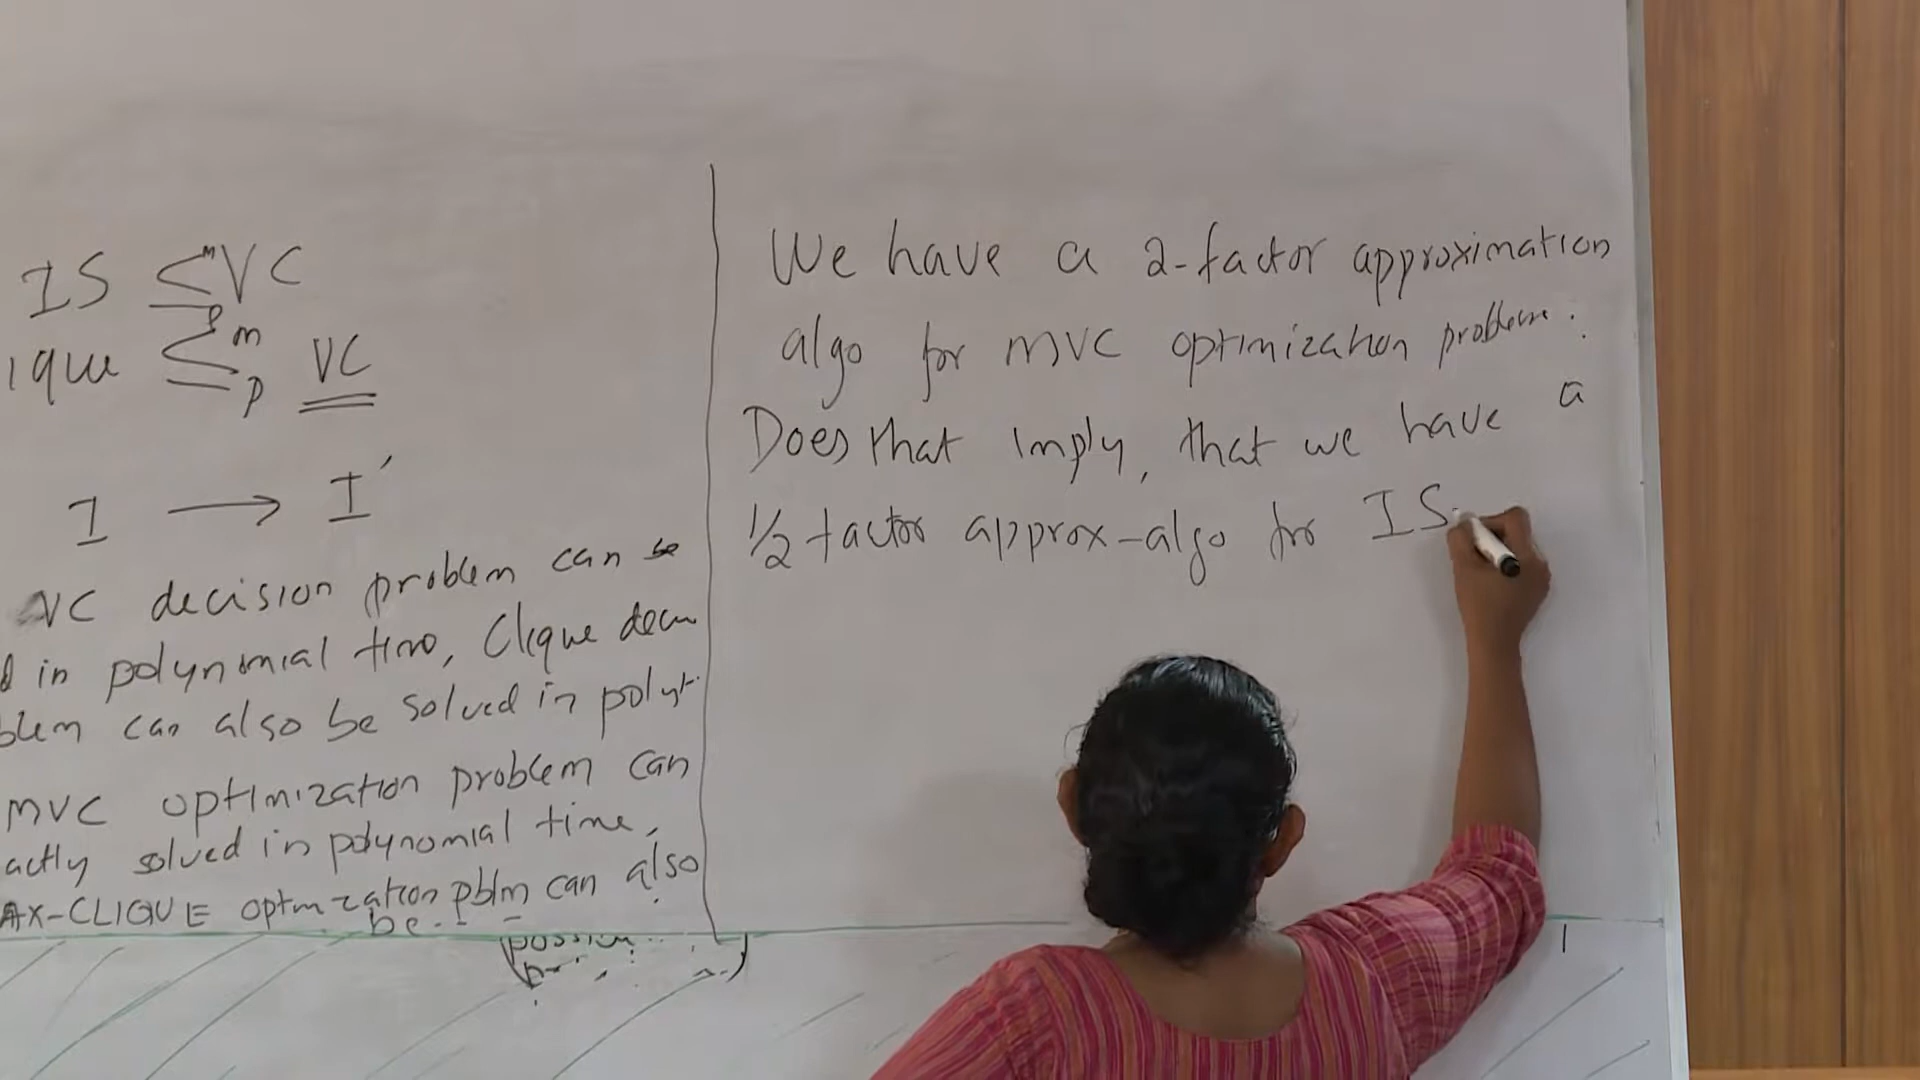 IS ≤ᵐₚ VC
ique ≤ᵐₚ VC
I → I'
VC decision problem can be
d in polynomial time, Clique decn
blem can also be solved in polyt.
MVC optimization problem can
actly solved in polynomial time,
AX-CLIQUE optmization pblm can also
be.
We have a 2-factor approximation
algo for MVC optimization problem.
Does that imply, that we have a
1/2 factor approx-algo for IS